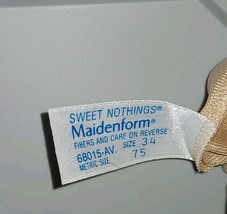 SWEET NOTHINGS®
Maidenform®
FIBERS AND CARE ON REVERSE
68015-AV. SIZE 34
METRIC SIZE 75